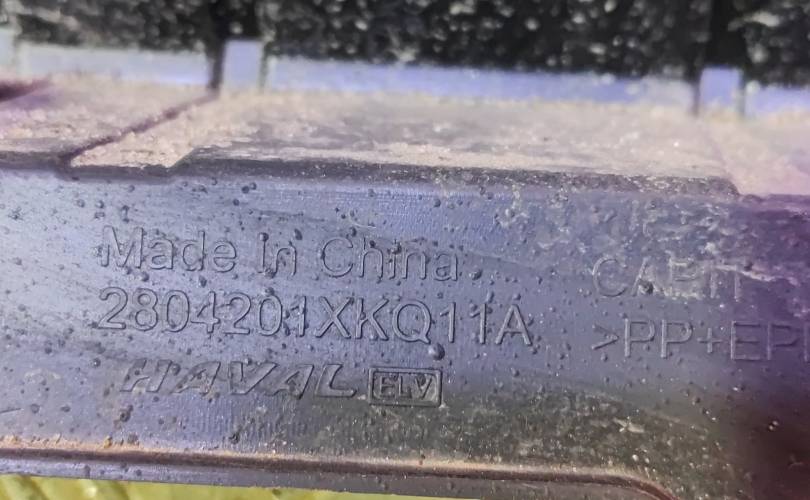 Made In China
2804201XKQ11A
HAVAL ELV
>PP+EP